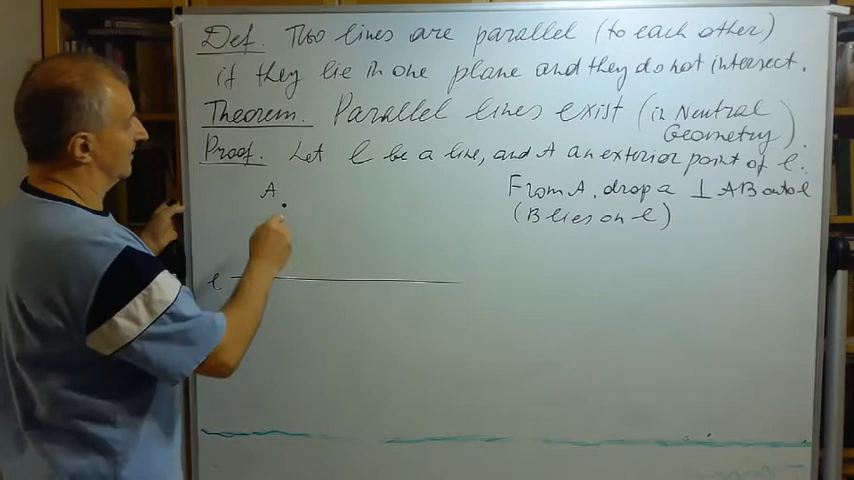 Def. Two lines are parallel (to each other)
if they lie in one plane and they do not intersect.
Theorem. Parallel lines exist (in Neutral
Geometry).
Proof. Let l be a line, and A an exterior point of l.
From A, drop a ⊥ AB onto l
(B lies on l)
A
l